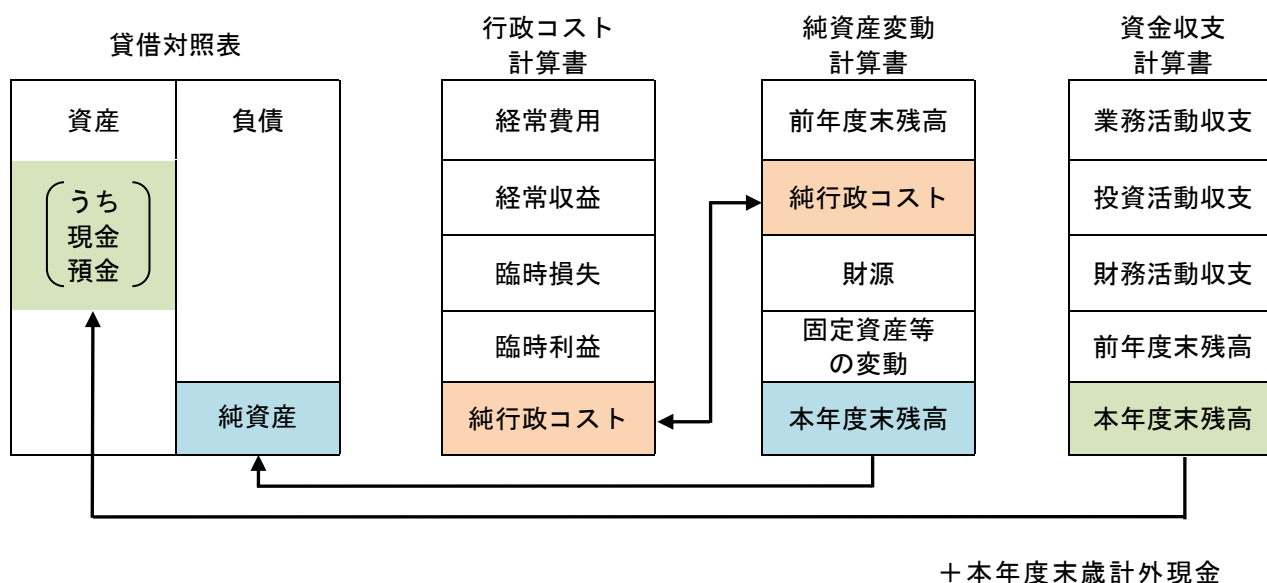 貸借対照表
資産
負債
うち
現金
預金
純資産
行政コスト
計算書
経常費用
経常収益
臨時損失
臨時利益
純行政コスト
純資産変動
計算書
前年度末残高
純行政コスト
財源
固定資産等
の変動
本年度末残高
資金収支
計算書
業務活動収支
投資活動収支
財務活動収支
前年度末残高
本年度末残高
＋本年度末歳計外現金